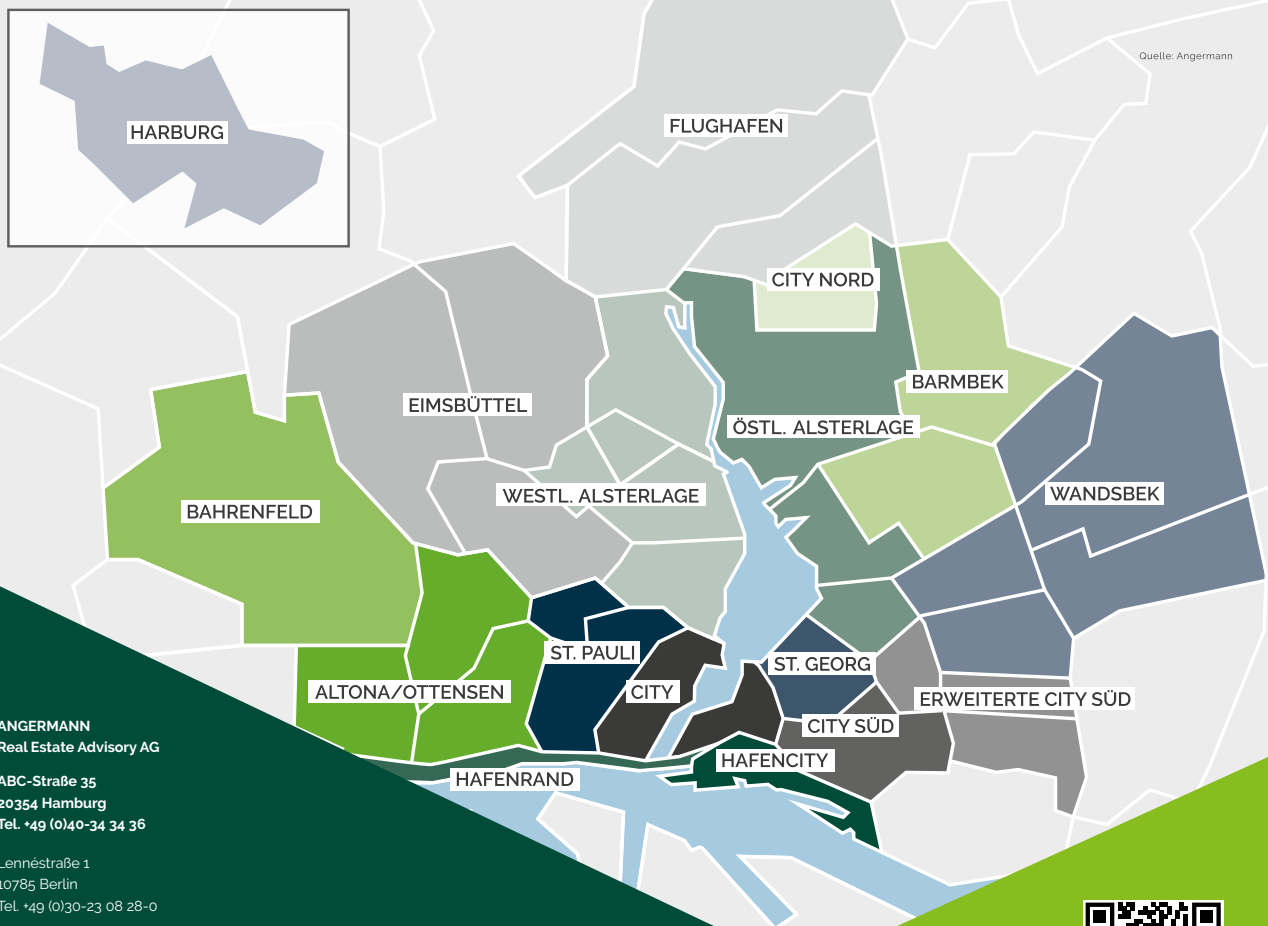 Quelle: Angermann
HARBURG
FLUGHAFEN
CITY NORD
BARMBEK
EIMSBÜTTEL
ÖSTL. ALSTERLAGE
WESTL. ALSTERLAGE
WANDSBEK
BAHRENFELD
ST. PAULI
ST. GEORG
ALTONA/OTTENSEN
CITY
ERWEITERTE CITY SÜD
CITY SÜD
HAFENCITY
HAFENRAND
ANGERMANN
Real Estate Advisory AG
ABC-Straße 35
20354 Hamburg
Tel. +49 (0)40-34 34 36
Lennéstraße 1
10785 Berlin
Tel. +49 (0)30-23 08 28-0